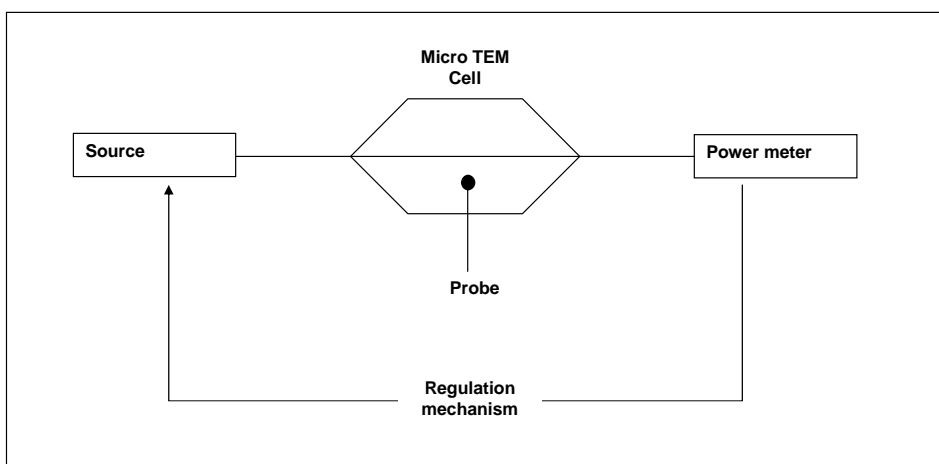 Micro TEM
Cell
Source
Power meter
Probe
Regulation
mechanism